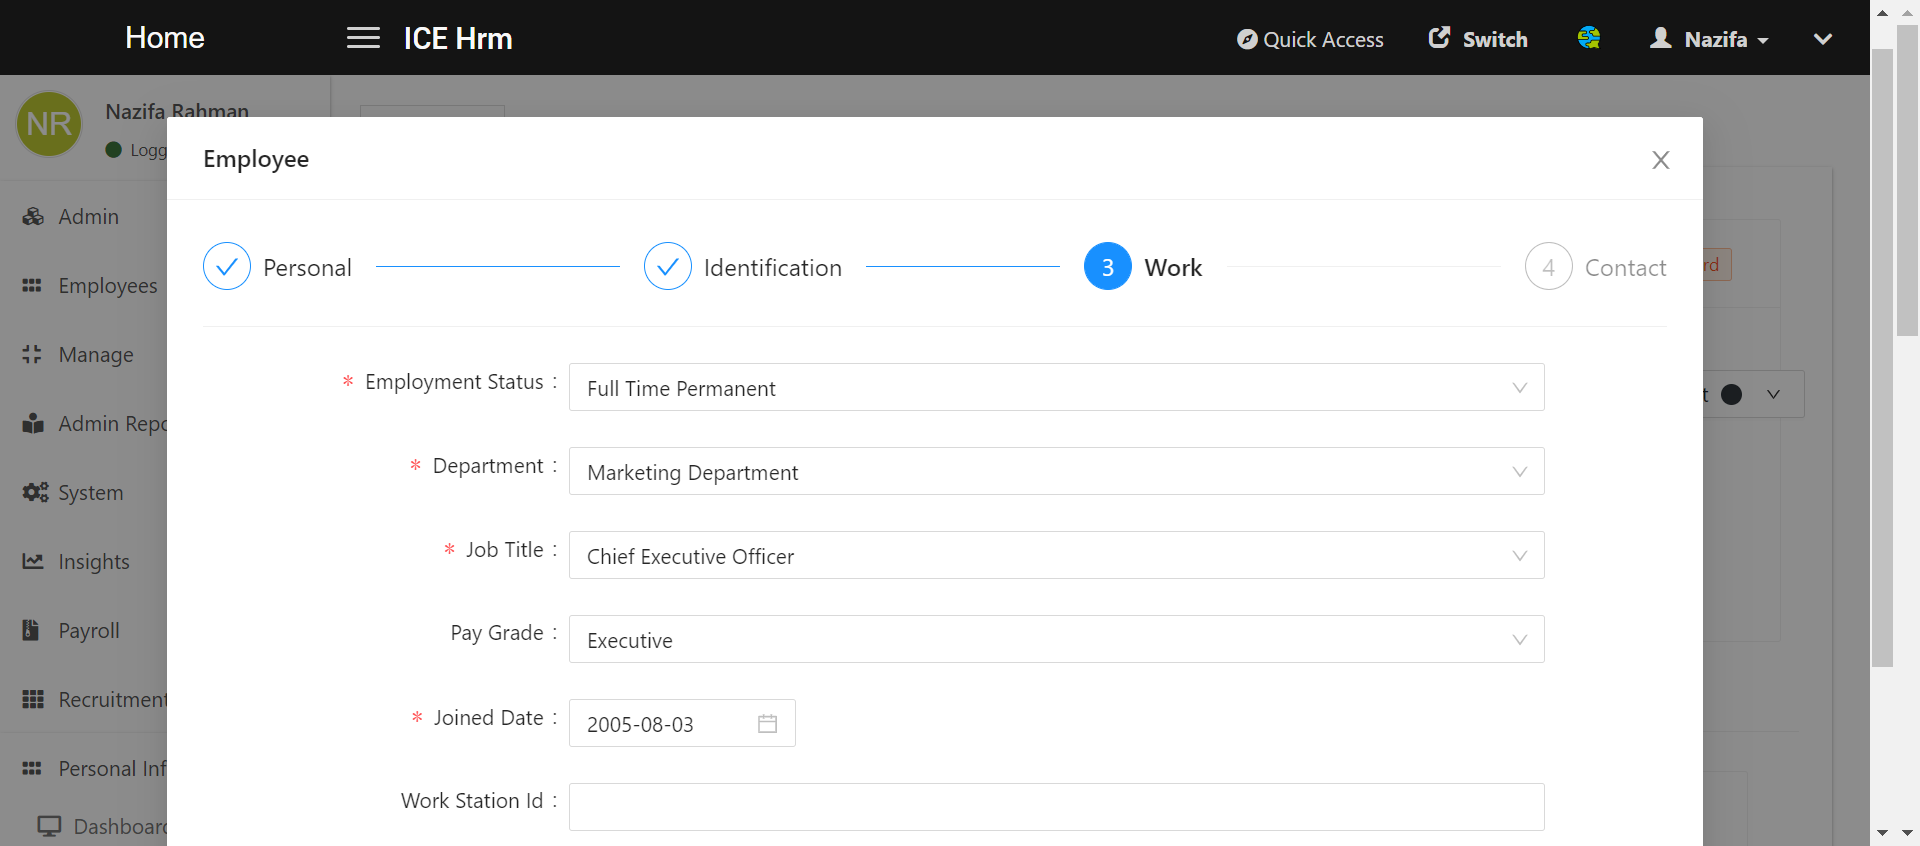 Home
ICE Hrm
Quick Access
Switch
Nazifa
NR
Nazifa Rahman
Logg
Admin
Employees
Manage
Admin Repo
System
Insights
Payroll
Recruitment
Personal Inf
Dashboard
Employee
Personal
Identification
3 Work
4 Contact
rd
t
* Employment Status : Full Time Permanent
* Department : Marketing Department
* Job Title : Chief Executive Officer
Pay Grade : Executive
* Joined Date : 2005-08-03
Work Station Id :